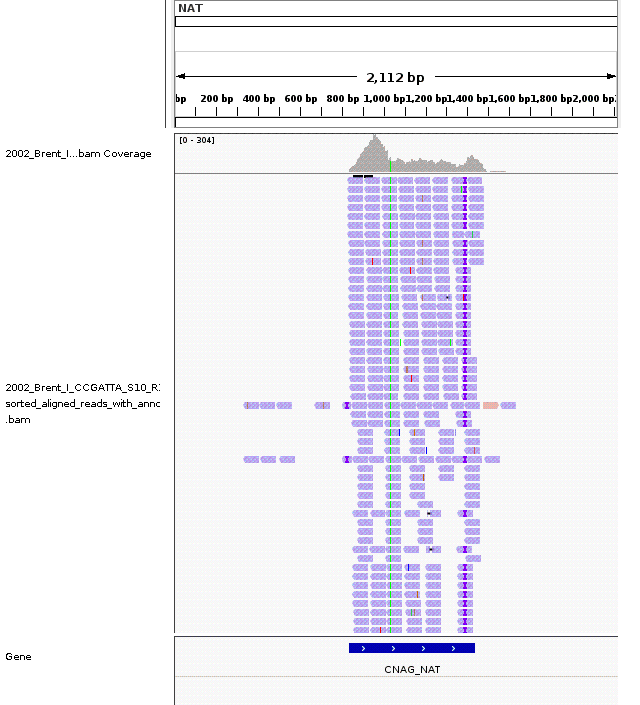 NAT
2,112 bp
bp 200 bp 400 bp 600 bp 800 bp 1,000 bp 1,200 bp 1,400 bp 1,600 bp 1,800 bp 2,000 bp
[0 - 304]
2002_Brent_I...bam Coverage
2002_Brent_I_CCGATTA_S10_R
sorted_aligned_reads_with_anno
.bam
Gene
CNAG_NAT